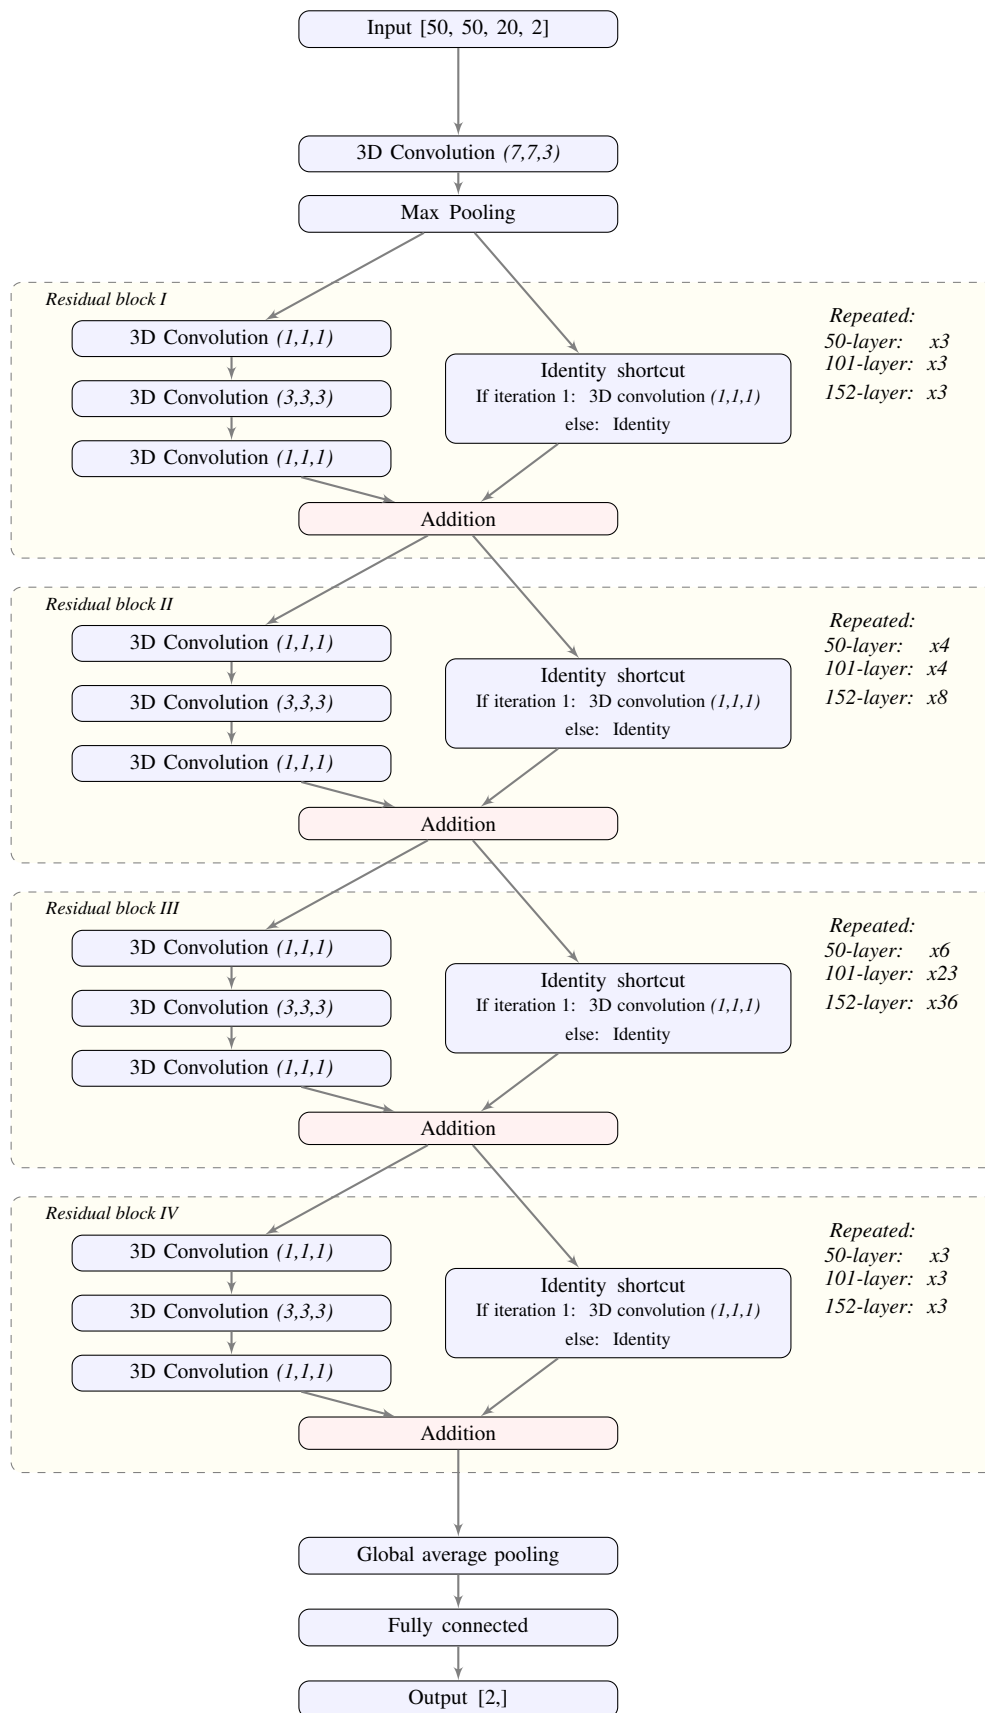 Input [50, 50, 20, 2]
3D Convolution (7,7,3)
Max Pooling
Residual block I
3D Convolution (1,1,1)
3D Convolution (3,3,3)
3D Convolution (1,1,1)
Identity shortcut
If iteration 1: 3D convolution (1,1,1)
else: Identity
Repeated:
50-layer: x3
101-layer: x3
152-layer: x3
Addition
Residual block II
3D Convolution (1,1,1)
3D Convolution (3,3,3)
3D Convolution (1,1,1)
Identity shortcut
If iteration 1: 3D convolution (1,1,1)
else: Identity
Repeated:
50-layer: x4
101-layer: x4
152-layer: x8
Addition
Residual block III
3D Convolution (1,1,1)
3D Convolution (3,3,3)
3D Convolution (1,1,1)
Identity shortcut
If iteration 1: 3D convolution (1,1,1)
else: Identity
Repeated:
50-layer: x6
101-layer: x23
152-layer: x36
Addition
Residual block IV
3D Convolution (1,1,1)
3D Convolution (3,3,3)
3D Convolution (1,1,1)
Identity shortcut
If iteration 1: 3D convolution (1,1,1)
else: Identity
Repeated:
50-layer: x3
101-layer: x3
152-layer: x3
Addition
Global average pooling
Fully connected
Output [2,]